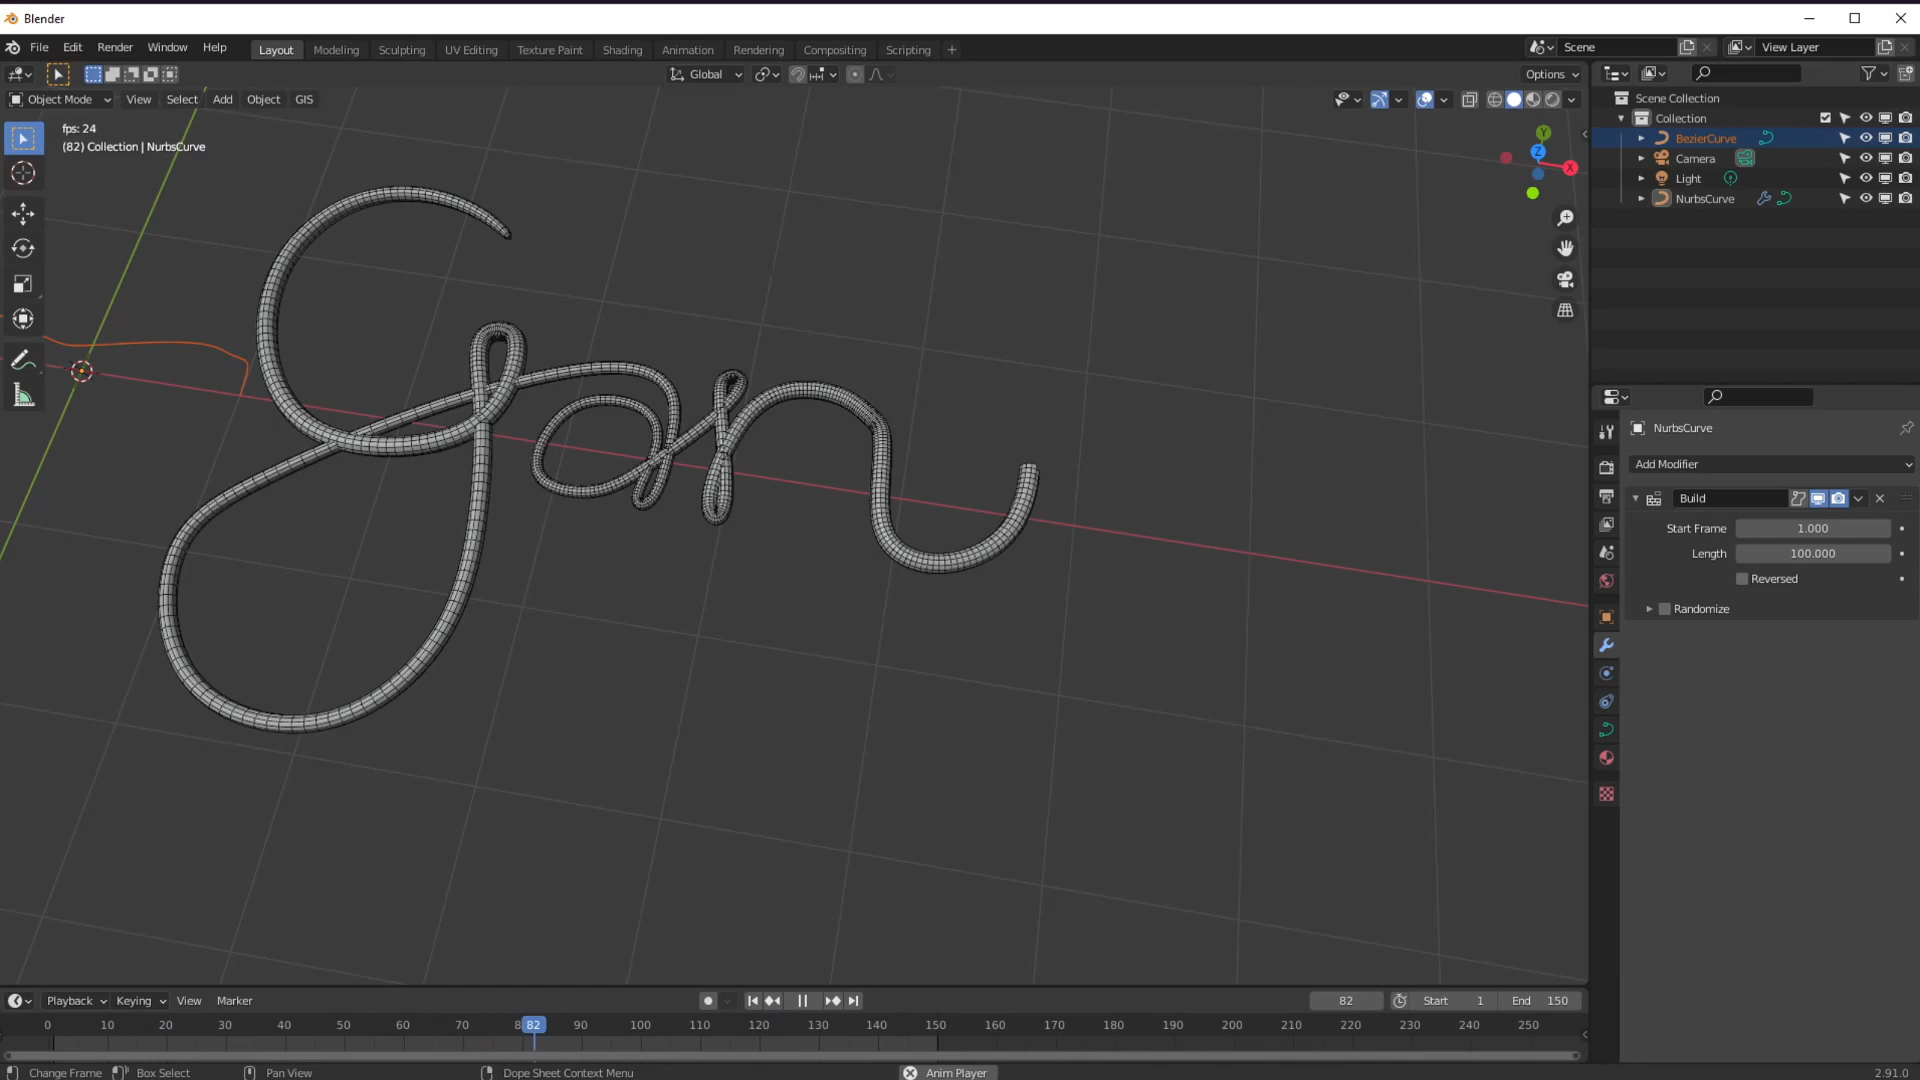 Blender
File Edit Render Window Help Layout Modeling Sculpting UV Editing Texture Paint Shading Animation Rendering Compositing Scripting + Scene View Layer
Global Options
Object Mode View Select Add Object GIS
fps: 24
(82) Collection | NurbsCurve
Y
Z
X
Scene Collection
Collection
BezierCurve
Camera
Light
NurbsCurve
NurbsCurve
Add Modifier
Build
Start Frame 1.000
Length 100.000
Reversed
Randomize
Playback Keying View Marker 82 Start 1 End 150
0 10 20 30 40 50 60 70 8 82 90 100 110 120 130 140 150 160 170 180 190 200 210 220 230 240 250
Change Frame Box Select Pan View Dope Sheet Context Menu Anim Player 2.91.0